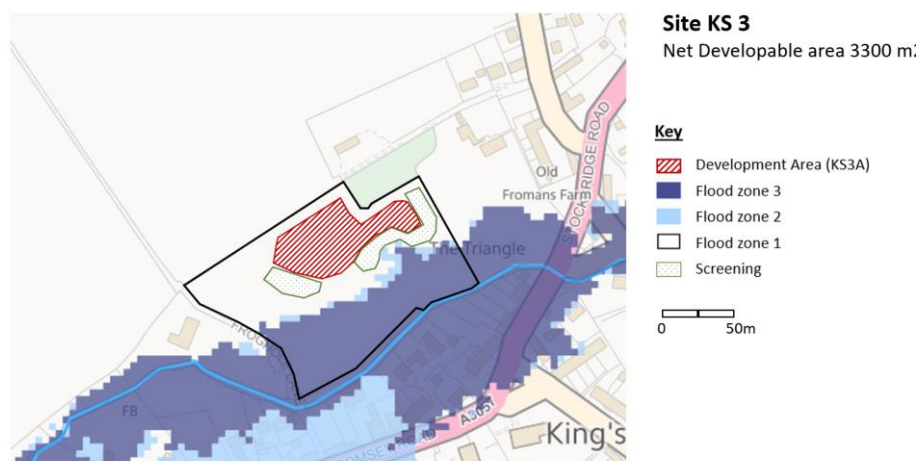 Site KS 3
Net Developable area 3300 m2
Key
Development Area (KS3A)
Flood zone 3
Flood zone 2
Flood zone 1
Screening
0 50m
STOCKBRIDGE ROAD
Old
Fromans Farm
The Triangle
FB
A3057
King's